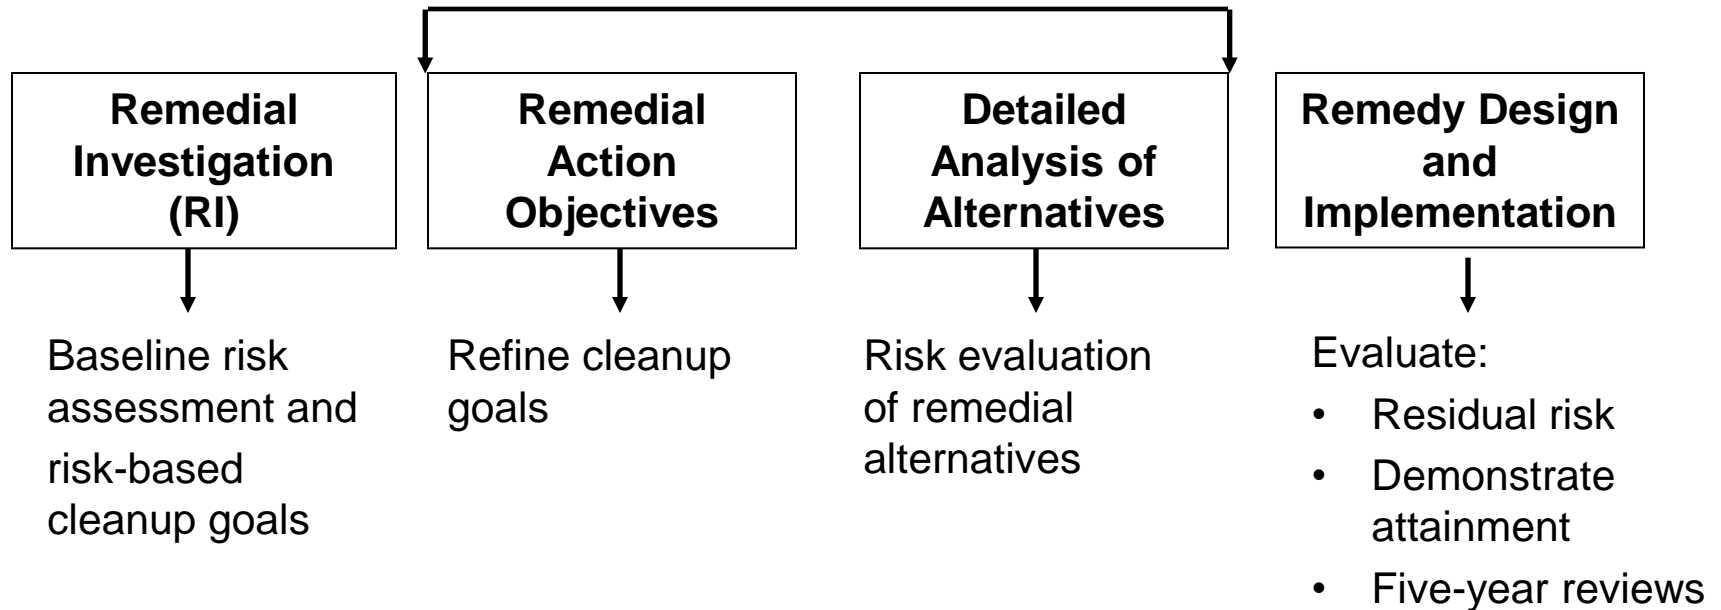 Remedial
Investigation
(RI)
Remedial
Action
Objectives
Detailed
Analysis of
Alternatives
Remedy Design
and
Implementation
Baseline risk
assessment and
risk-based
cleanup goals
Refine cleanup
goals
Risk evaluation
of remedial
alternatives
Evaluate:
• Residual risk
• Demonstrate
attainment
• Five-year reviews